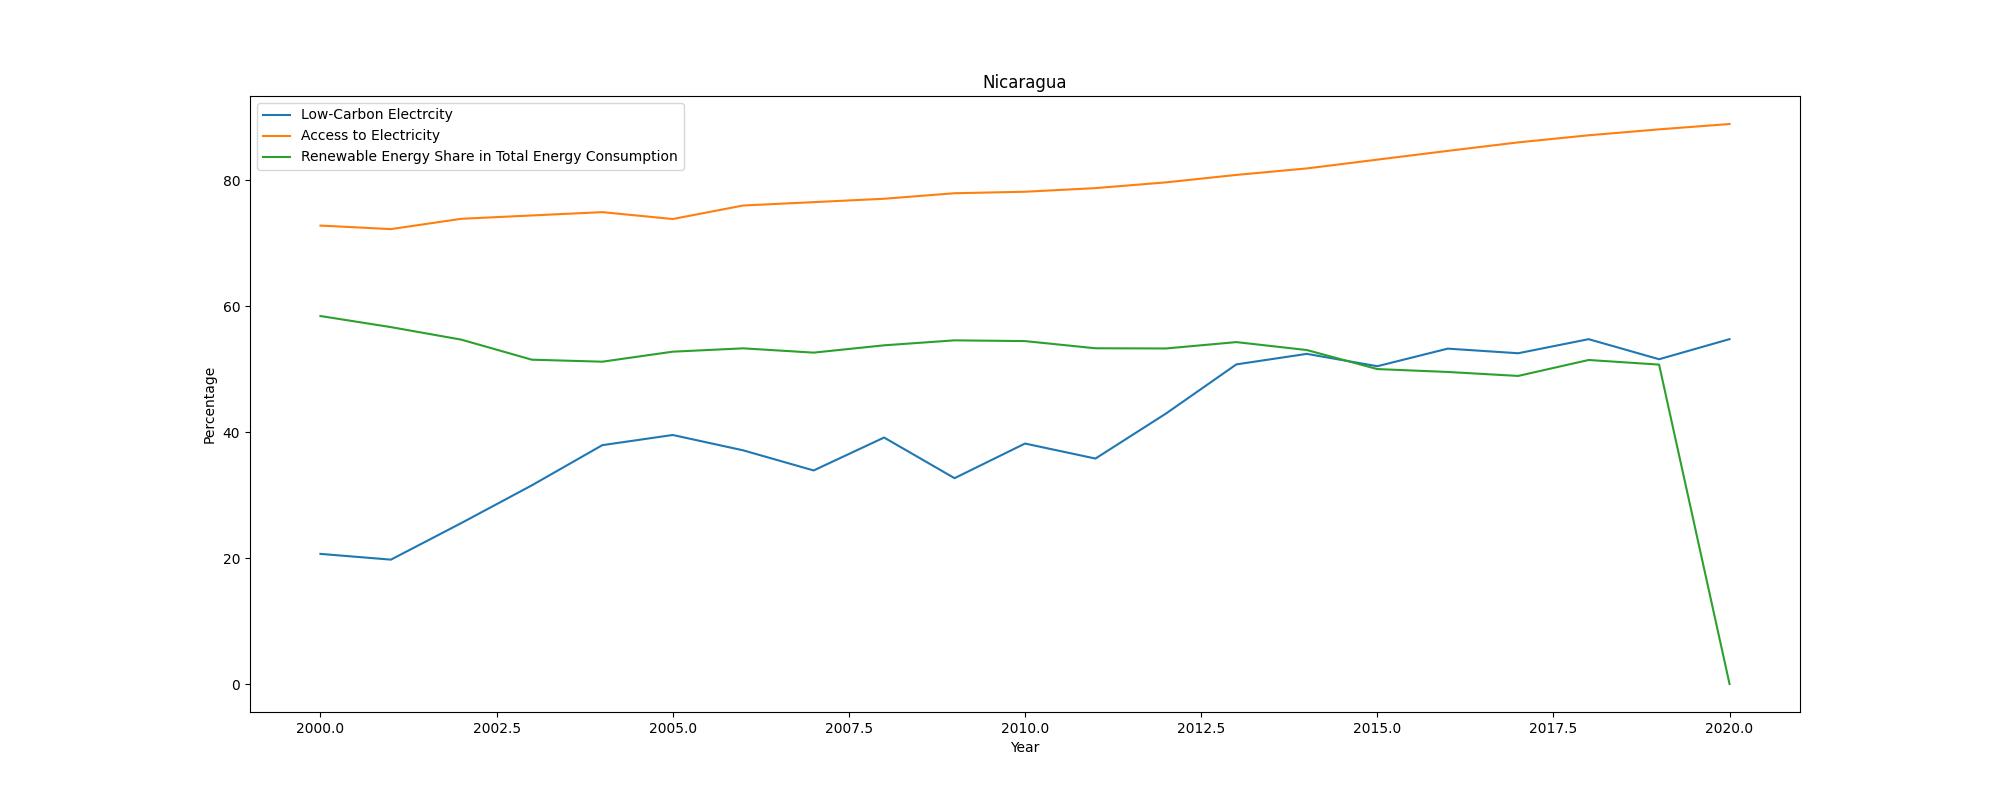 Nicaragua
Low-Carbon Electrcity
Access to Electricity
Renewable Energy Share in Total Energy Consumption
Percentage
80
60
40
20
0
2000.0 2002.5 2005.0 2007.5 2010.0 2012.5 2015.0 2017.5 2020.0
Year